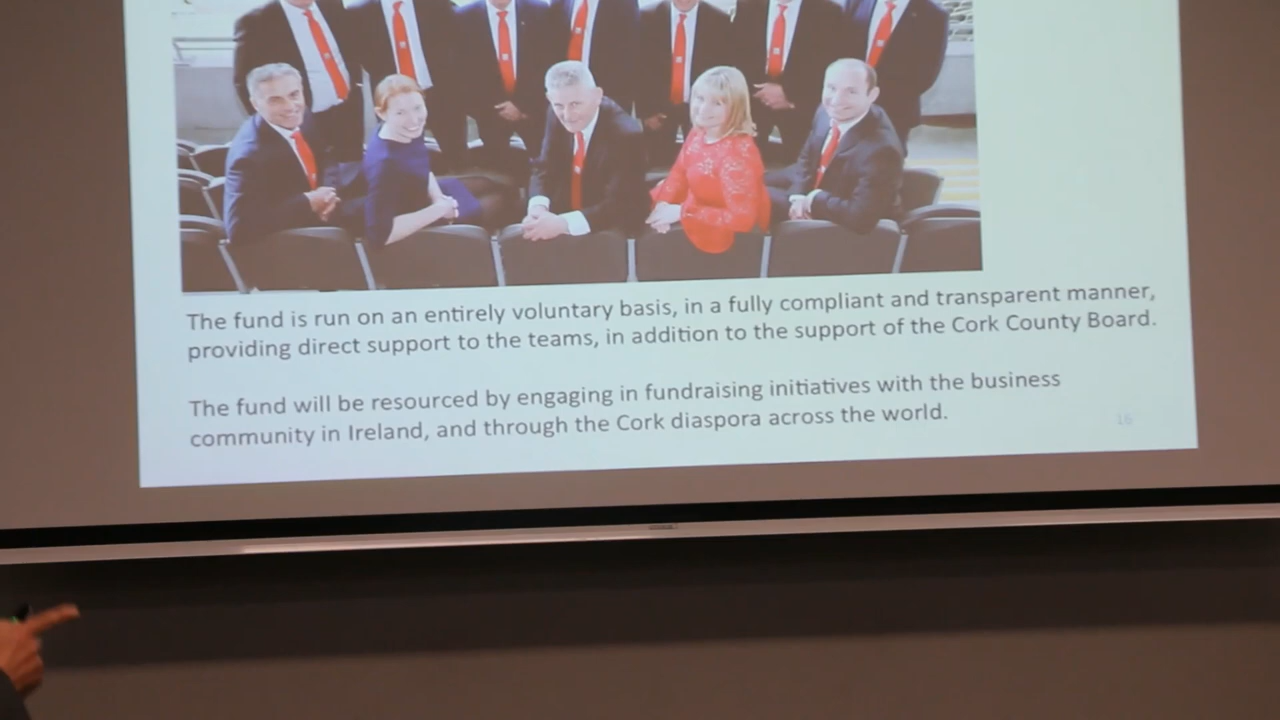 The fund is run on an entirely voluntary basis, in a fully compliant and transparent manner,
providing direct support to the teams, in addition to the support of the Cork County Board.
The fund will be resourced by engaging in fundraising initiatives with the business
community in Ireland, and through the Cork diaspora across the world.
16